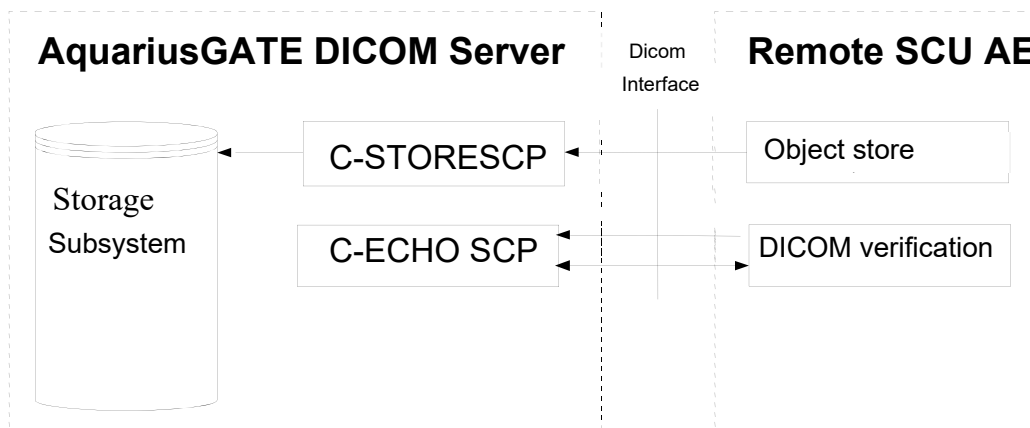 AquariusGATE DICOM Server
Dicom
Interface
Remote SCU AE
C-STORESCP
Object store
Storage
Subsystem
C-ECHO SCP
DICOM verification